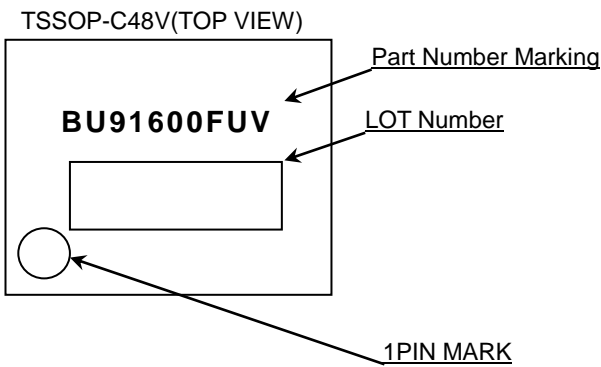 TSSOP-C48V(TOP VIEW)
Part Number Marking
BU91600FUV
LOT Number
1PIN MARK